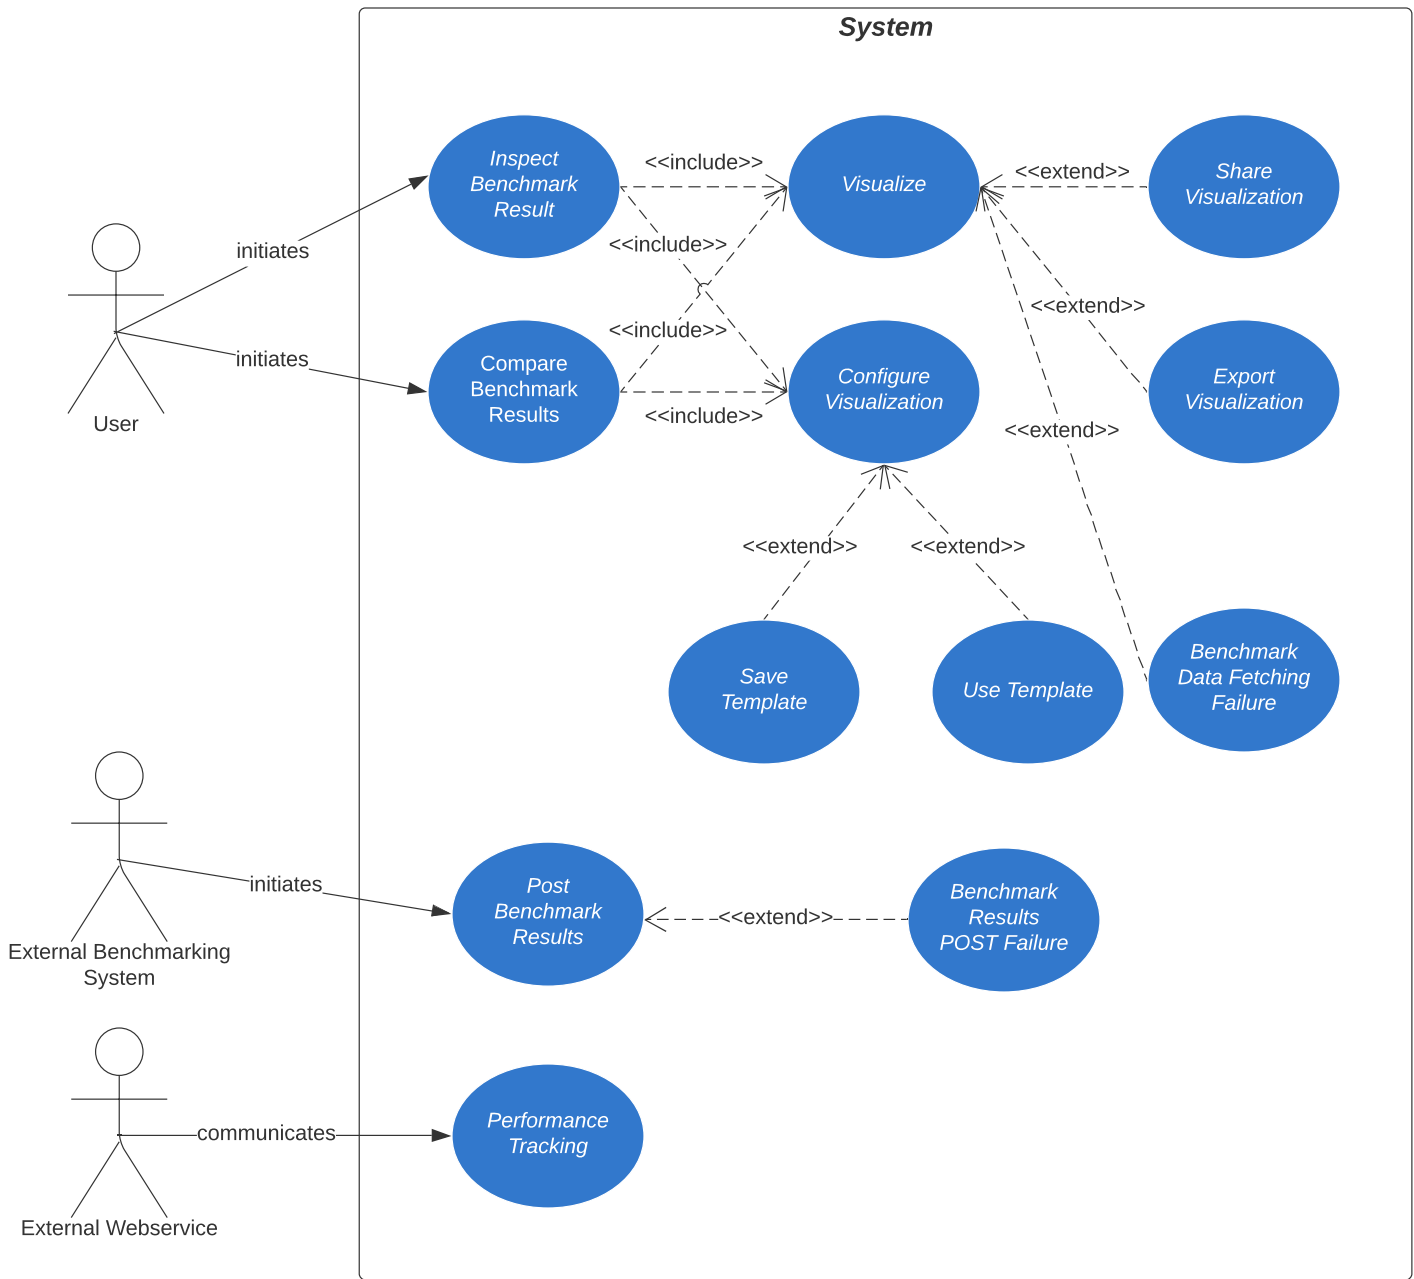 System
Inspect
Benchmark
Result
<<include>>
Visualize
<<extend>>
Share
Visualization
initiates
<<include>>
<<extend>>
<<include>>
initiates
Compare
Benchmark
Results
<<include>>
Configure
Visualization
Export
Visualization
User
<<extend>>
<<extend>>
<<extend>>
Save
Template
Use Template
Benchmark
Data Fetching
Failure
initiates
Post
Benchmark
Results
<<extend>>
Benchmark
Results
POST Failure
External Benchmarking
System
communicates
Performance
Tracking
External Webservice